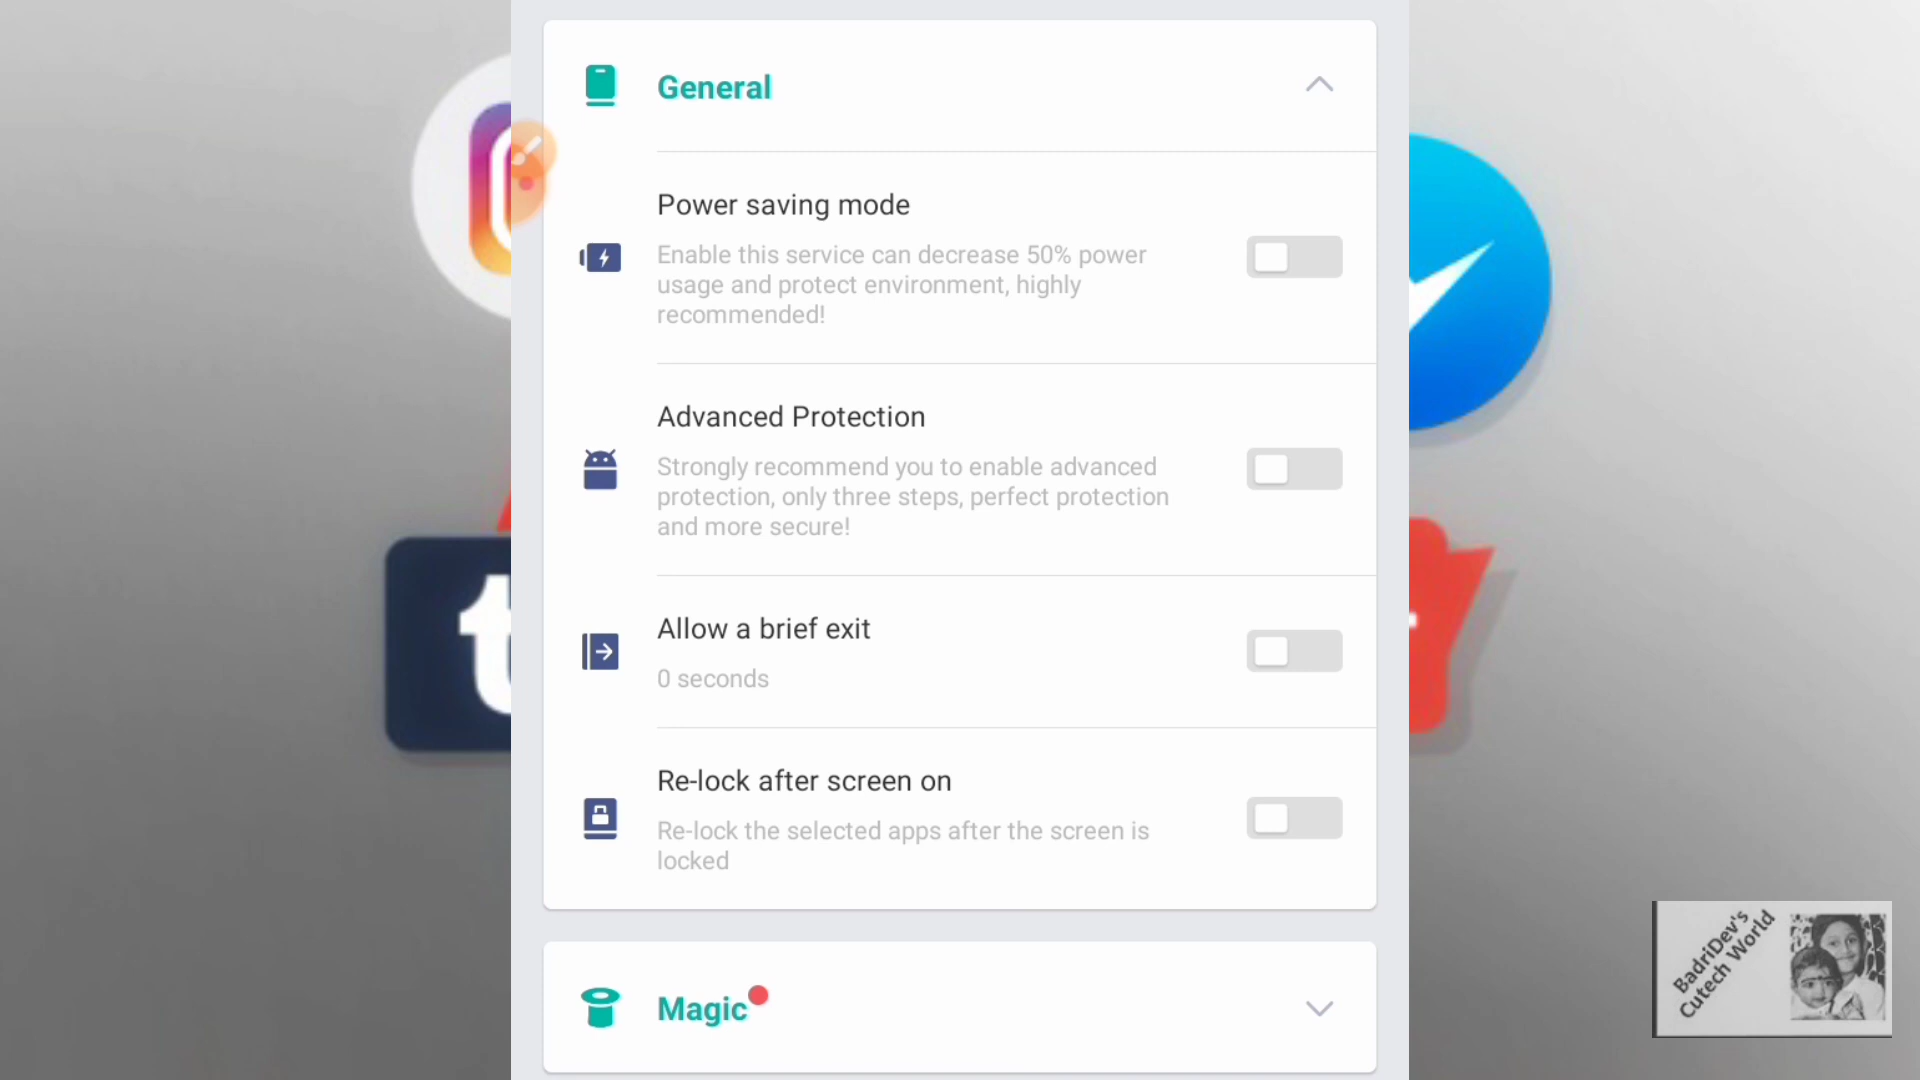 General
Power saving mode
Enable this service can decrease 50% power
usage and protect environment, highly
recommended!
Advanced Protection
Strongly recommend you to enable advanced
protection, only three steps, perfect protection
and more secure!
Allow a brief exit
0 seconds
Re-lock after screen on
Re-lock the selected apps after the screen is
locked
Magic
t
BadriDev's
Cutech World